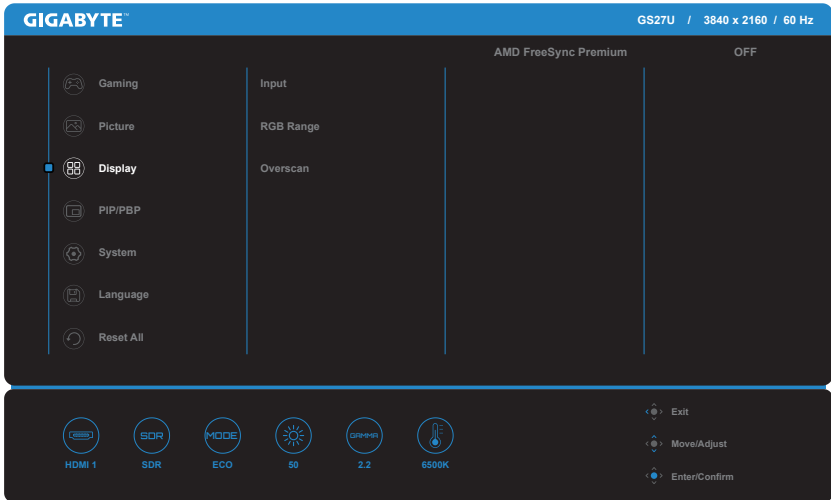 GIGABYTE™ GS27U / 3840 x 2160 / 60 Hz
AMD FreeSync Premium OFF
Gaming Input
Picture RGB Range
Display Overscan
PIP/PBP
System
Language
Reset All
SDR MODE GAMMA
HDMI 1 SDR ECO 50 2.2 6500K
Exit
Move/Adjust
Enter/Confirm